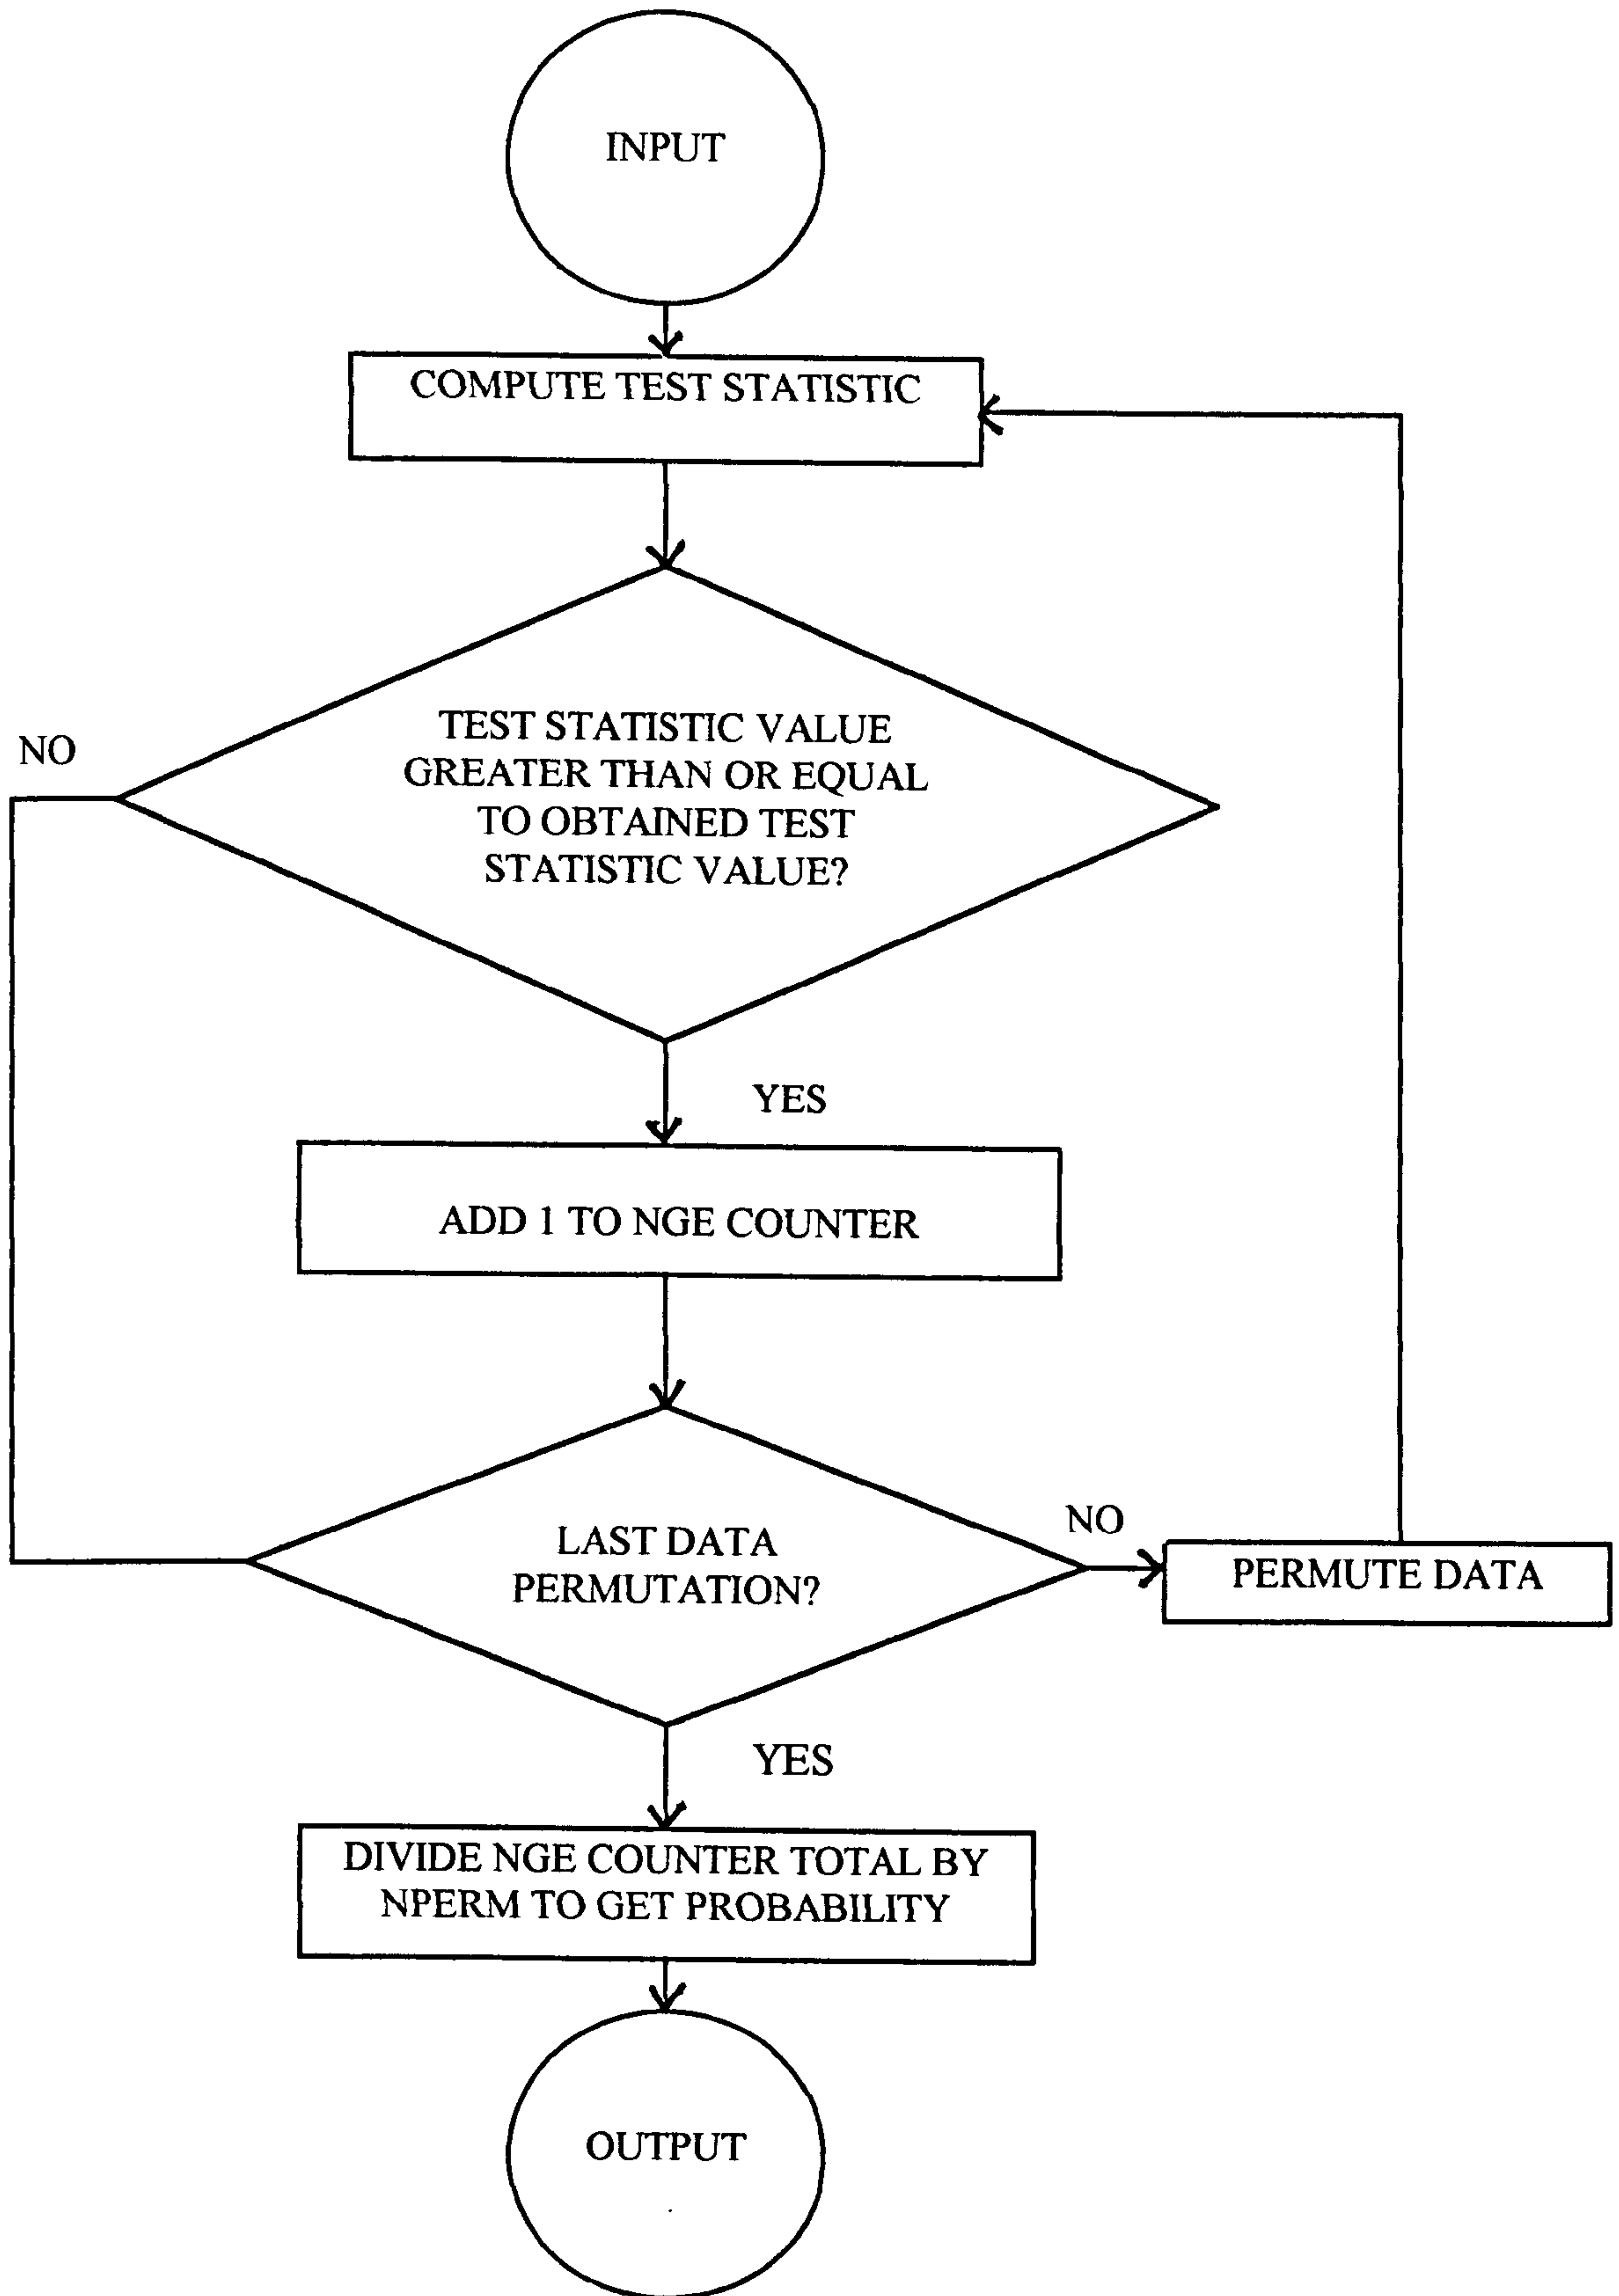 INPUT
COMPUTE TEST STATISTIC
TEST STATISTIC VALUE
GREATER THAN OR EQUAL
TO OBTAINED TEST
STATISTIC VALUE?
NO
YES
ADD 1 TO NGE COUNTER
LAST DATA
PERMUTATION?
NO
PERMUTE DATA
YES
DIVIDE NGE COUNTER TOTAL BY
NPERM TO GET PROBABILITY
OUTPUT